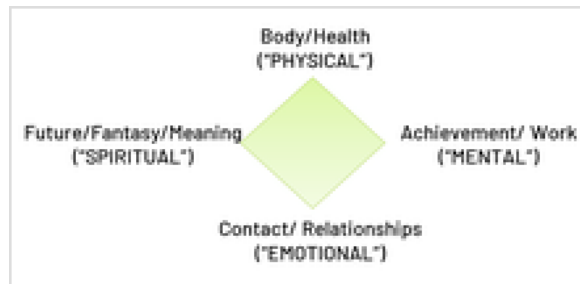 Body/Health
("PHYSICAL")
Future/Fantasy/Meaning
("SPIRITUAL")
Achievement/ Work
("MENTAL")
Contact/ Relationships
("EMOTIONAL")